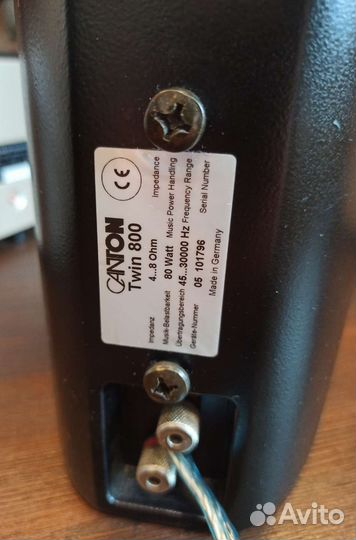 CE
CANTON
Twin 800
Impedanz 4...8 Ohm Impedance
Musik-Belastbarkeit 80 Watt Music Power Handling
Übertragungsbereich 45...30000 Hz Frequency Range
Geräte-Nummer 05 101796 Serial Number
Made in Germany
Avito